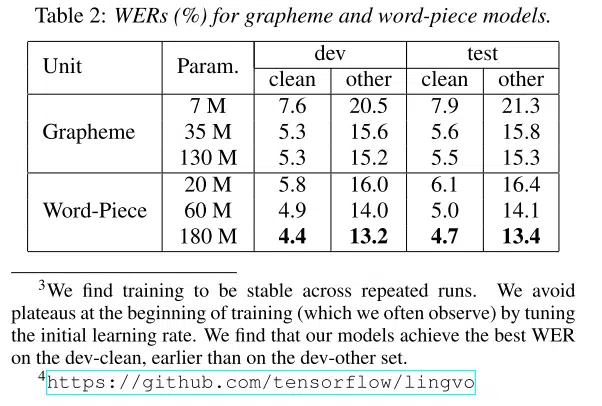 Table 2: WERs (%) for grapheme and word-piece models.
Unit Param. dev test
clean other clean other
Grapheme 7 M 7.6 20.5 7.9 21.3
35 M 5.3 15.6 5.6 15.8
130 M 5.3 15.2 5.5 15.3
Word-Piece 20 M 5.8 16.0 6.1 16.4
60 M 4.9 14.0 5.0 14.1
180 M 4.4 13.2 4.7 13.4
3We find training to be stable across repeated runs. We avoid
plateaus at the beginning of training (which we often observe) by tuning
the initial learning rate. We find that our models achieve the best WER
on the dev-clean, earlier than on the dev-other set.
4https://github.com/tensorflow/lingvo